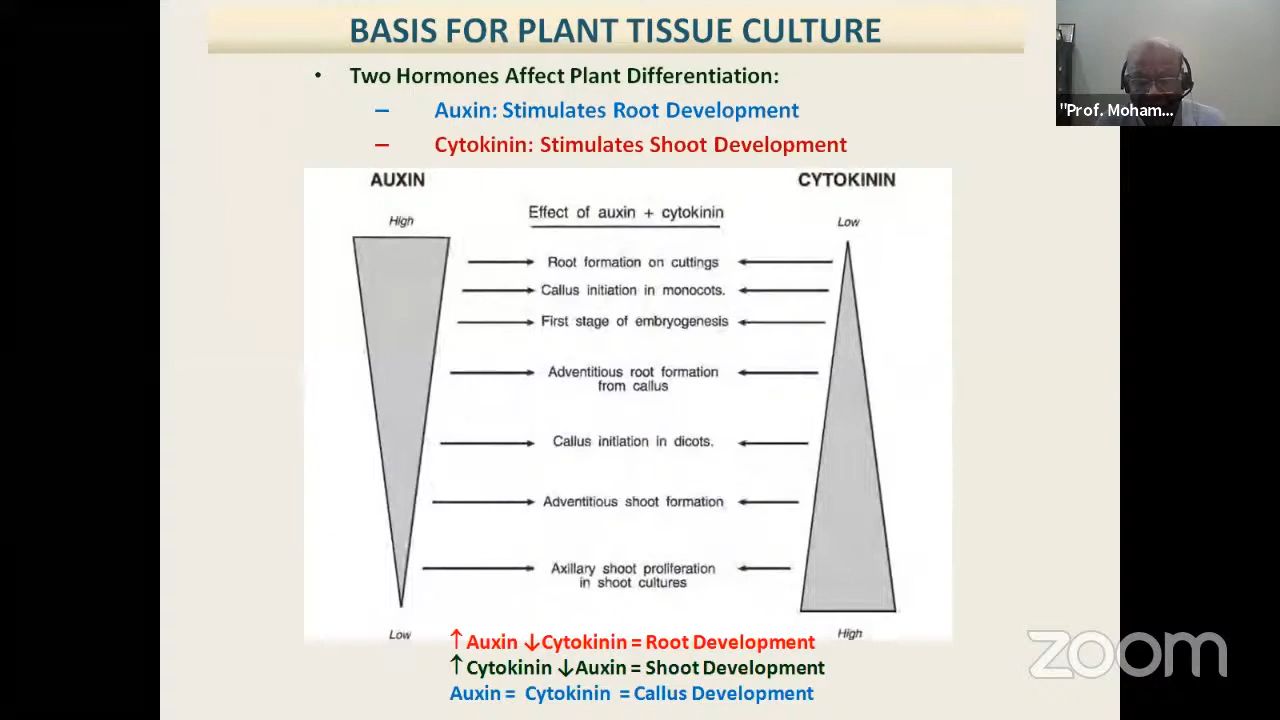 BASIS FOR PLANT TISSUE CULTURE
"Prof. Moham...
• Two Hormones Affect Plant Differentiation:
– Auxin: Stimulates Root Development
– Cytokinin: Stimulates Shoot Development
AUXIN
CYTOKININ
High
Effect of auxin + cytokinin
Low
Root formation on cuttings
Callus initiation in monocots.
First stage of embryogenesis
Adventitious root formation
from callus
Callus initiation in dicots.
Adventitious shoot formation
Axillary shoot proliferation
in shoot cultures
Low
High
↑Auxin ↓Cytokinin = Root Development
↑Cytokinin ↓Auxin = Shoot Development
Auxin = Cytokinin = Callus Development
zoom